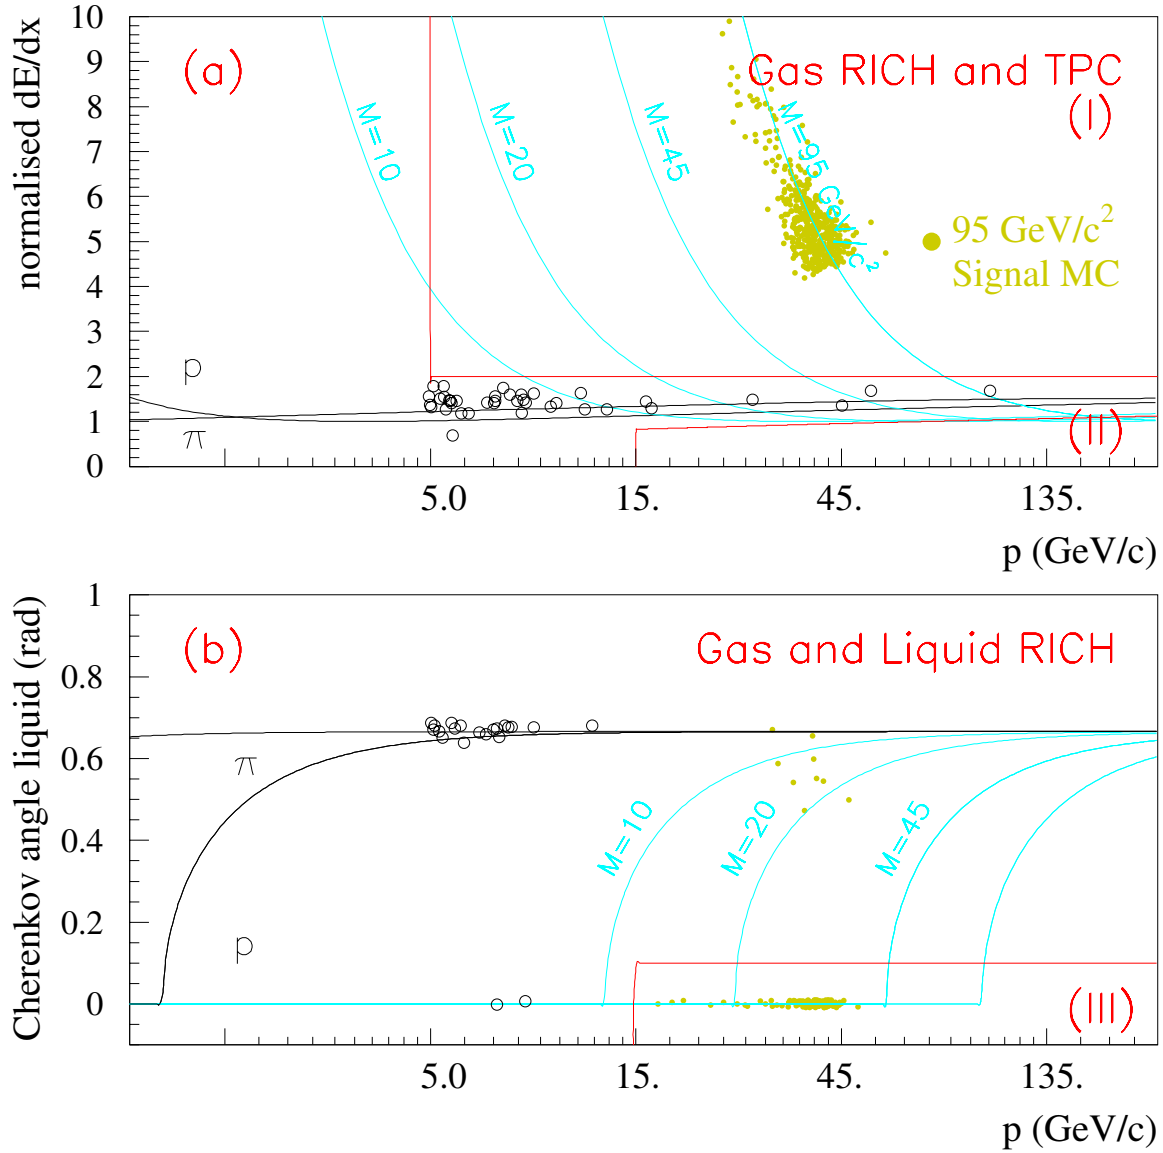 normalised dE/dx
10
9
8
7
6
5
4
3
2
1
0
(a)
Gas RICH and TPC
(I)
M=10
M=20
M=45
M=95 GeV/c²
95 GeV/c²
Signal MC
p
π
(II)
5.0
15.
45.
135.
p (GeV/c)
Cherenkov angle liquid (rad)
1
0.8
0.6
0.4
0.2
0
(b)
Gas and Liquid RICH
π
p
M=10
M=20
M=45
(III)
5.0
15.
45.
135.
p (GeV/c)